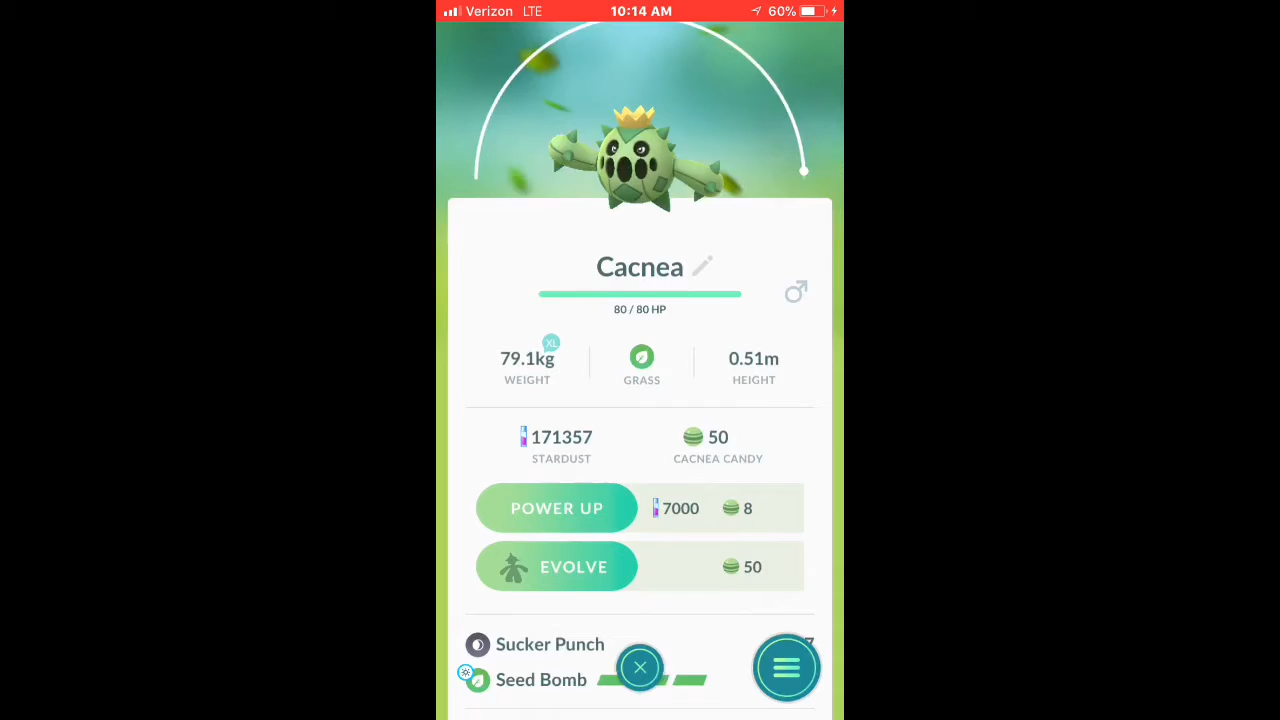 Verizon LTE 10:14 AM 60%
Cacnea
80 / 80 HP
XL
79.1kg 0.51m
WEIGHT GRASS HEIGHT
171357 50
STARDUST CACNEA CANDY
POWER UP 7000 8
EVOLVE 50
Sucker Punch 7
Seed Bomb